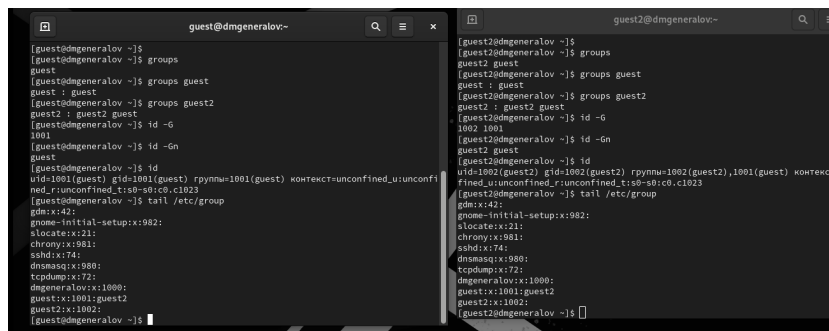 guest@dmgeneralov:~
[guest@dmgeneralov ~]$
[guest@dmgeneralov ~]$ groups
guest
[guest@dmgeneralov ~]$ groups guest
guest : guest
[guest@dmgeneralov ~]$ groups guest2
guest2 : guest2 guest
[guest@dmgeneralov ~]$ id -G
1001
[guest@dmgeneralov ~]$ id -Gn
guest
[guest@dmgeneralov ~]$ id
uid=1001(guest) gid=1001(guest) группы=1001(guest) контекст=unconfined_u:unconfi
ned_r:unconfined_t:s0-s0:c0.c1023
[guest@dmgeneralov ~]$ tail /etc/group
gdm:x:42:
gnome-initial-setup:x:982:
slocate:x:21:
chrony:x:981:
sshd:x:74:
dnsmasq:x:980:
tcpdump:x:72:
dmgeneralov:x:1000:
guest:x:1001:guest2
guest2:x:1002:
[guest@dmgeneralov ~]$
guest2@dmgeneralov:~
[guest2@dmgeneralov ~]$
[guest2@dmgeneralov ~]$ groups
guest2 guest
[guest2@dmgeneralov ~]$ groups guest
guest : guest
[guest2@dmgeneralov ~]$ groups guest2
guest2 : guest2 guest
[guest2@dmgeneralov ~]$ id -G
1002 1001
[guest2@dmgeneralov ~]$ id -Gn
guest2 guest
[guest2@dmgeneralov ~]$ id
uid=1002(guest2) gid=1002(guest2) группы=1002(guest2),1001(guest) контекс
fined_u:unconfined_r:unconfined_t:s0-s0:c0.c1023
[guest2@dmgeneralov ~]$ tail /etc/group
gdm:x:42:
gnome-initial-setup:x:982:
slocate:x:21:
chrony:x:981:
sshd:x:74:
dnsmasq:x:980:
tcpdump:x:72:
dmgeneralov:x:1000:
guest:x:1001:guest2
guest2:x:1002:
[guest2@dmgeneralov ~]$